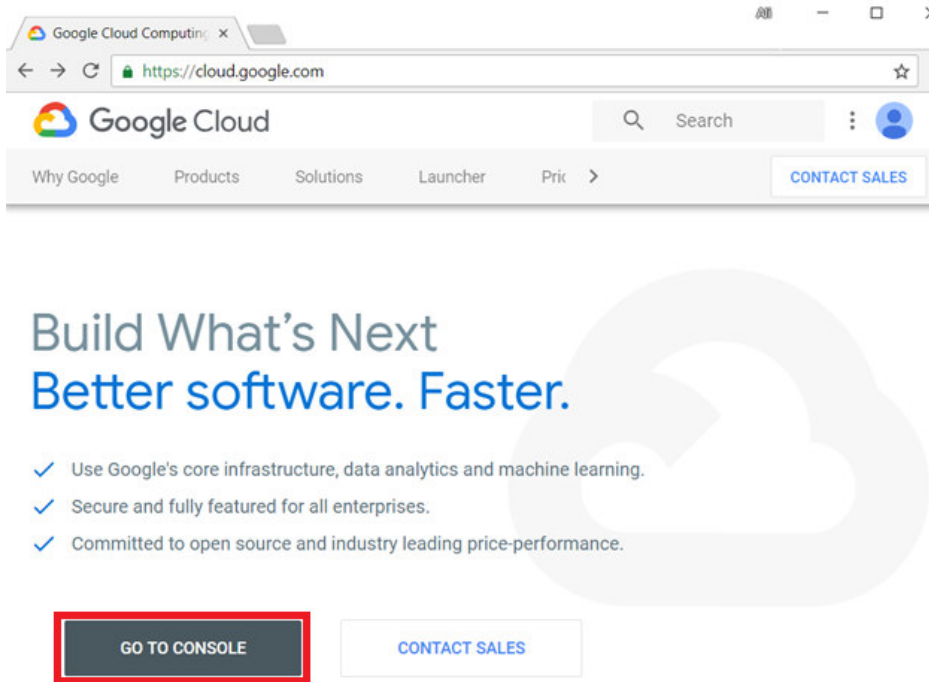 Ali
Google Cloud Computing
https://cloud.google.com
Google Cloud
Search
Why Google Products Solutions Launcher Pric CONTACT SALES
Build What's Next
Better software. Faster.
Use Google's core infrastructure, data analytics and machine learning.
Secure and fully featured for all enterprises.
Committed to open source and industry leading price-performance.
GO TO CONSOLE CONTACT SALES